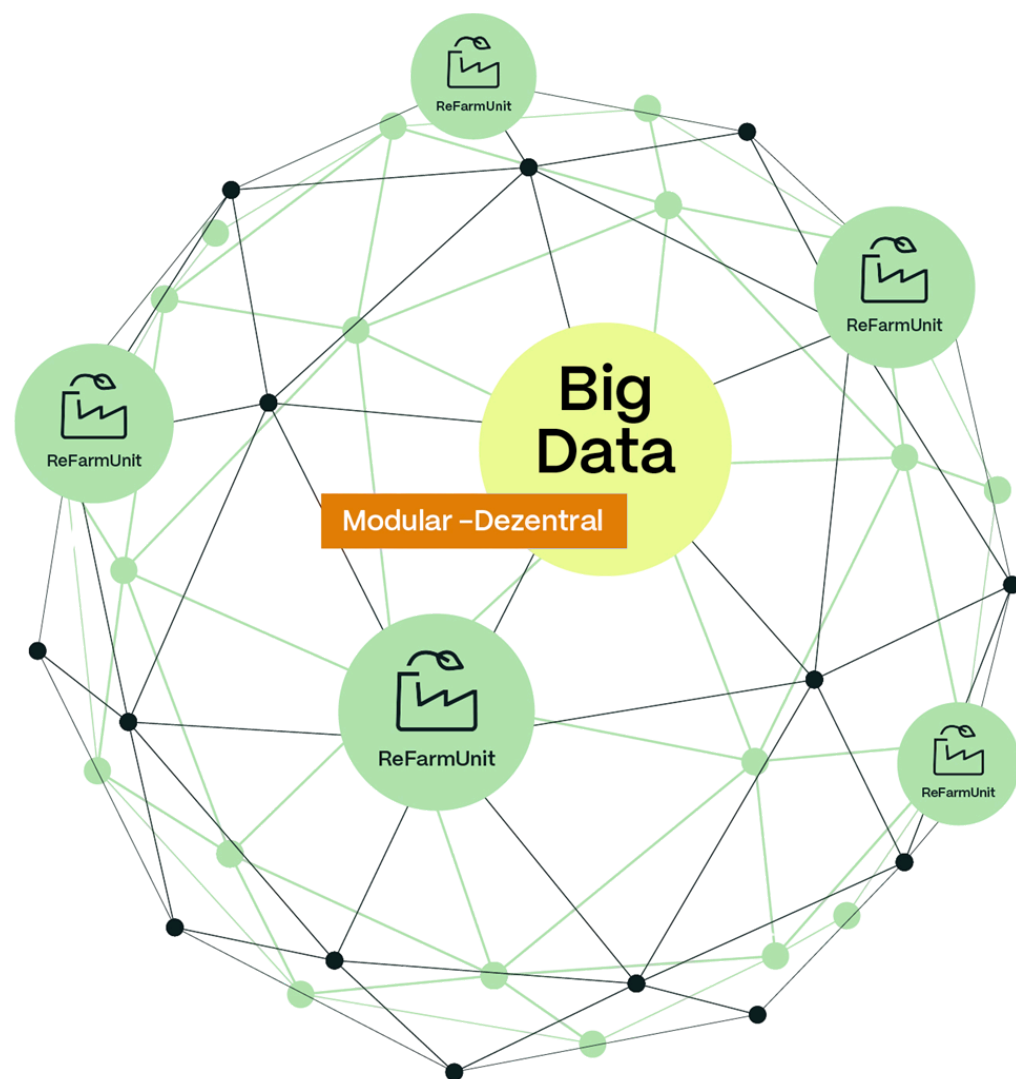 ReFarmUnit
ReFarmUnit
Big
Data
ReFarmUnit
Modular –Dezentral
ReFarmUnit
ReFarmUnit